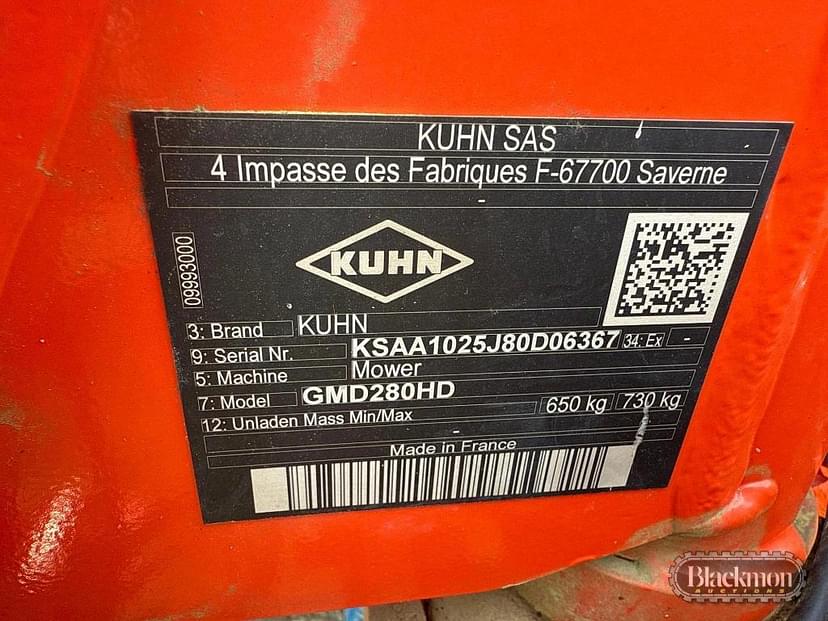 KUHN SAS
4 Impasse des Fabriques F-67700 Saverne
-
09993000
KUHN
3: Brand KUHN
9: Serial Nr. KSAA1025J80D06367 34: Ex -
5: Machine Mower
7: Model GMD280HD
12: Unladen Mass Min/Max 650 kg 730 kg
-
Made in France
Blackmon
AUCTIONS